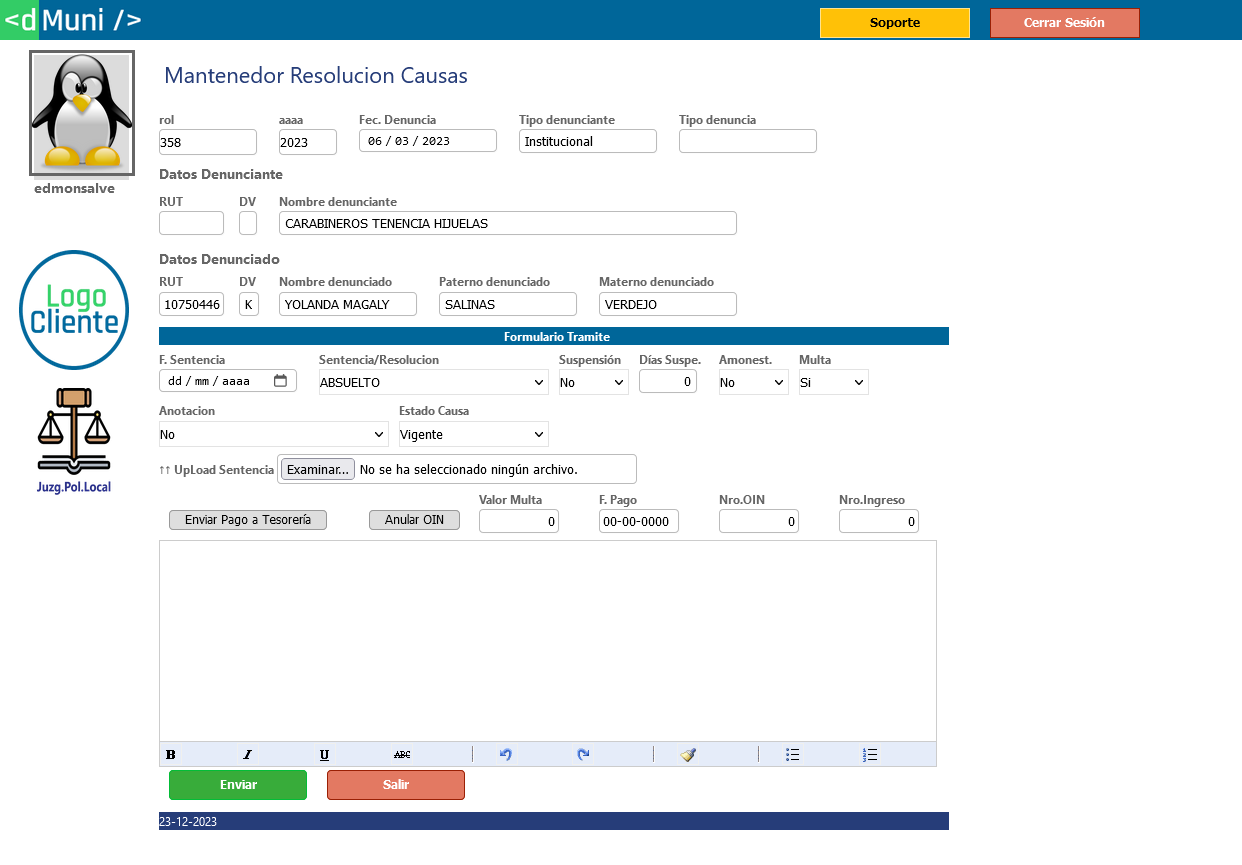 <d Muni /> Soporte Cerrar Sesión
Mantenedor Resolucion Causas
rol aaaa Fec. Denuncia Tipo denunciante Tipo denuncia
358 2023 06 / 03 / 2023 Institucional
Datos Denunciante
edmonsalve
RUT DV Nombre denunciante
CARABINEROS TENENCIA HIJUELAS
Datos Denunciado
RUT DV Nombre denunciado Paterno denunciado Materno denunciado
10750446 K YOLANDA MAGALY SALINAS VERDEJO
Logo
Cliente
Formulario Tramite
F. Sentencia Sentencia/Resolucion Suspensión Días Suspe. Amonest. Multa
dd / mm / aaaa ABSUELTO No 0 No Si
Anotacion Estado Causa
No Vigente
↑↑ UpLoad Sentencia Examinar... No se ha seleccionado ningún archivo.
Juzg.Pol.Local
Valor Multa F. Pago Nro.OIN Nro.Ingreso
Enviar Pago a Tesorería Anular OIN 0 00-00-0000 0 0
B I U ABC
Enviar Salir
23-12-2023